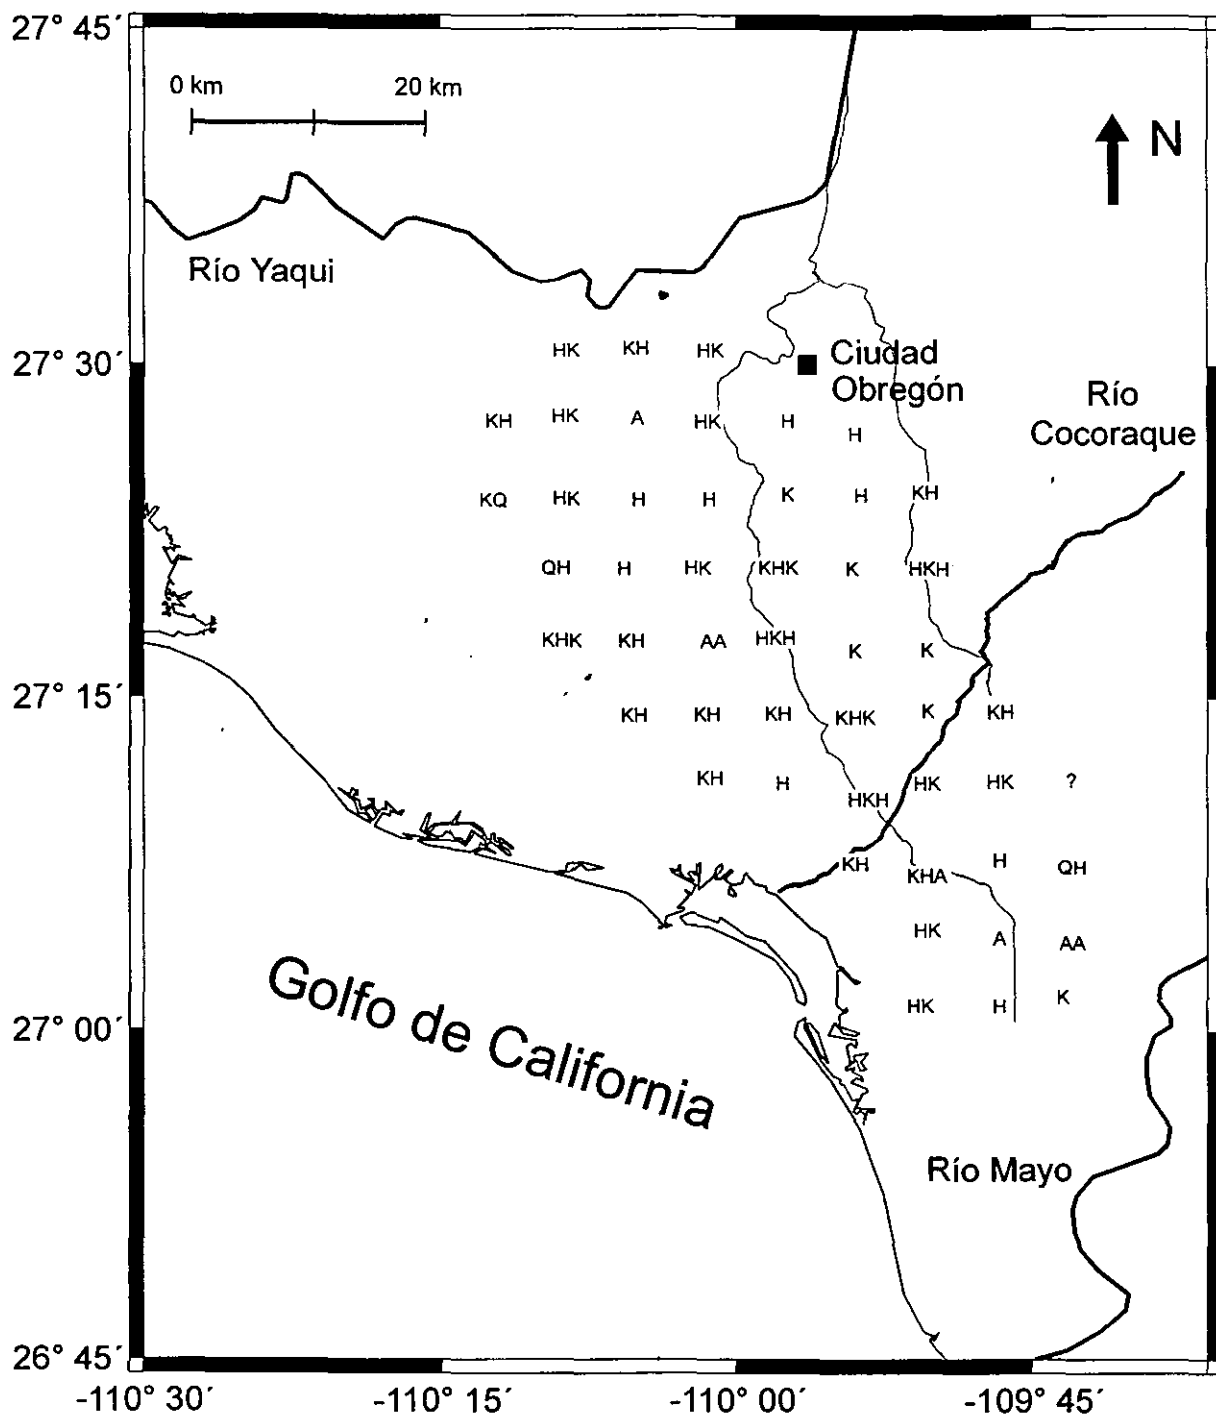 27° 45´
0 km 20 km
N
Río Yaqui
HK KH HK
Ciudad
Obregón
27° 30´
Río
Cocoraque
KH HK A HK H H
KQ HK H H K H KH
QH H HK KHK K HKH
KHK KH AA HKH K K
27° 15´
KH KH KH KHK K KH
KH H HKH HK HK ?
KH KHA H QH
HK A AA
HK H K
27° 00´
Golfo de California
Río Mayo
26° 45´
-110° 30´ -110° 15´ -110° 00´ -109° 45´